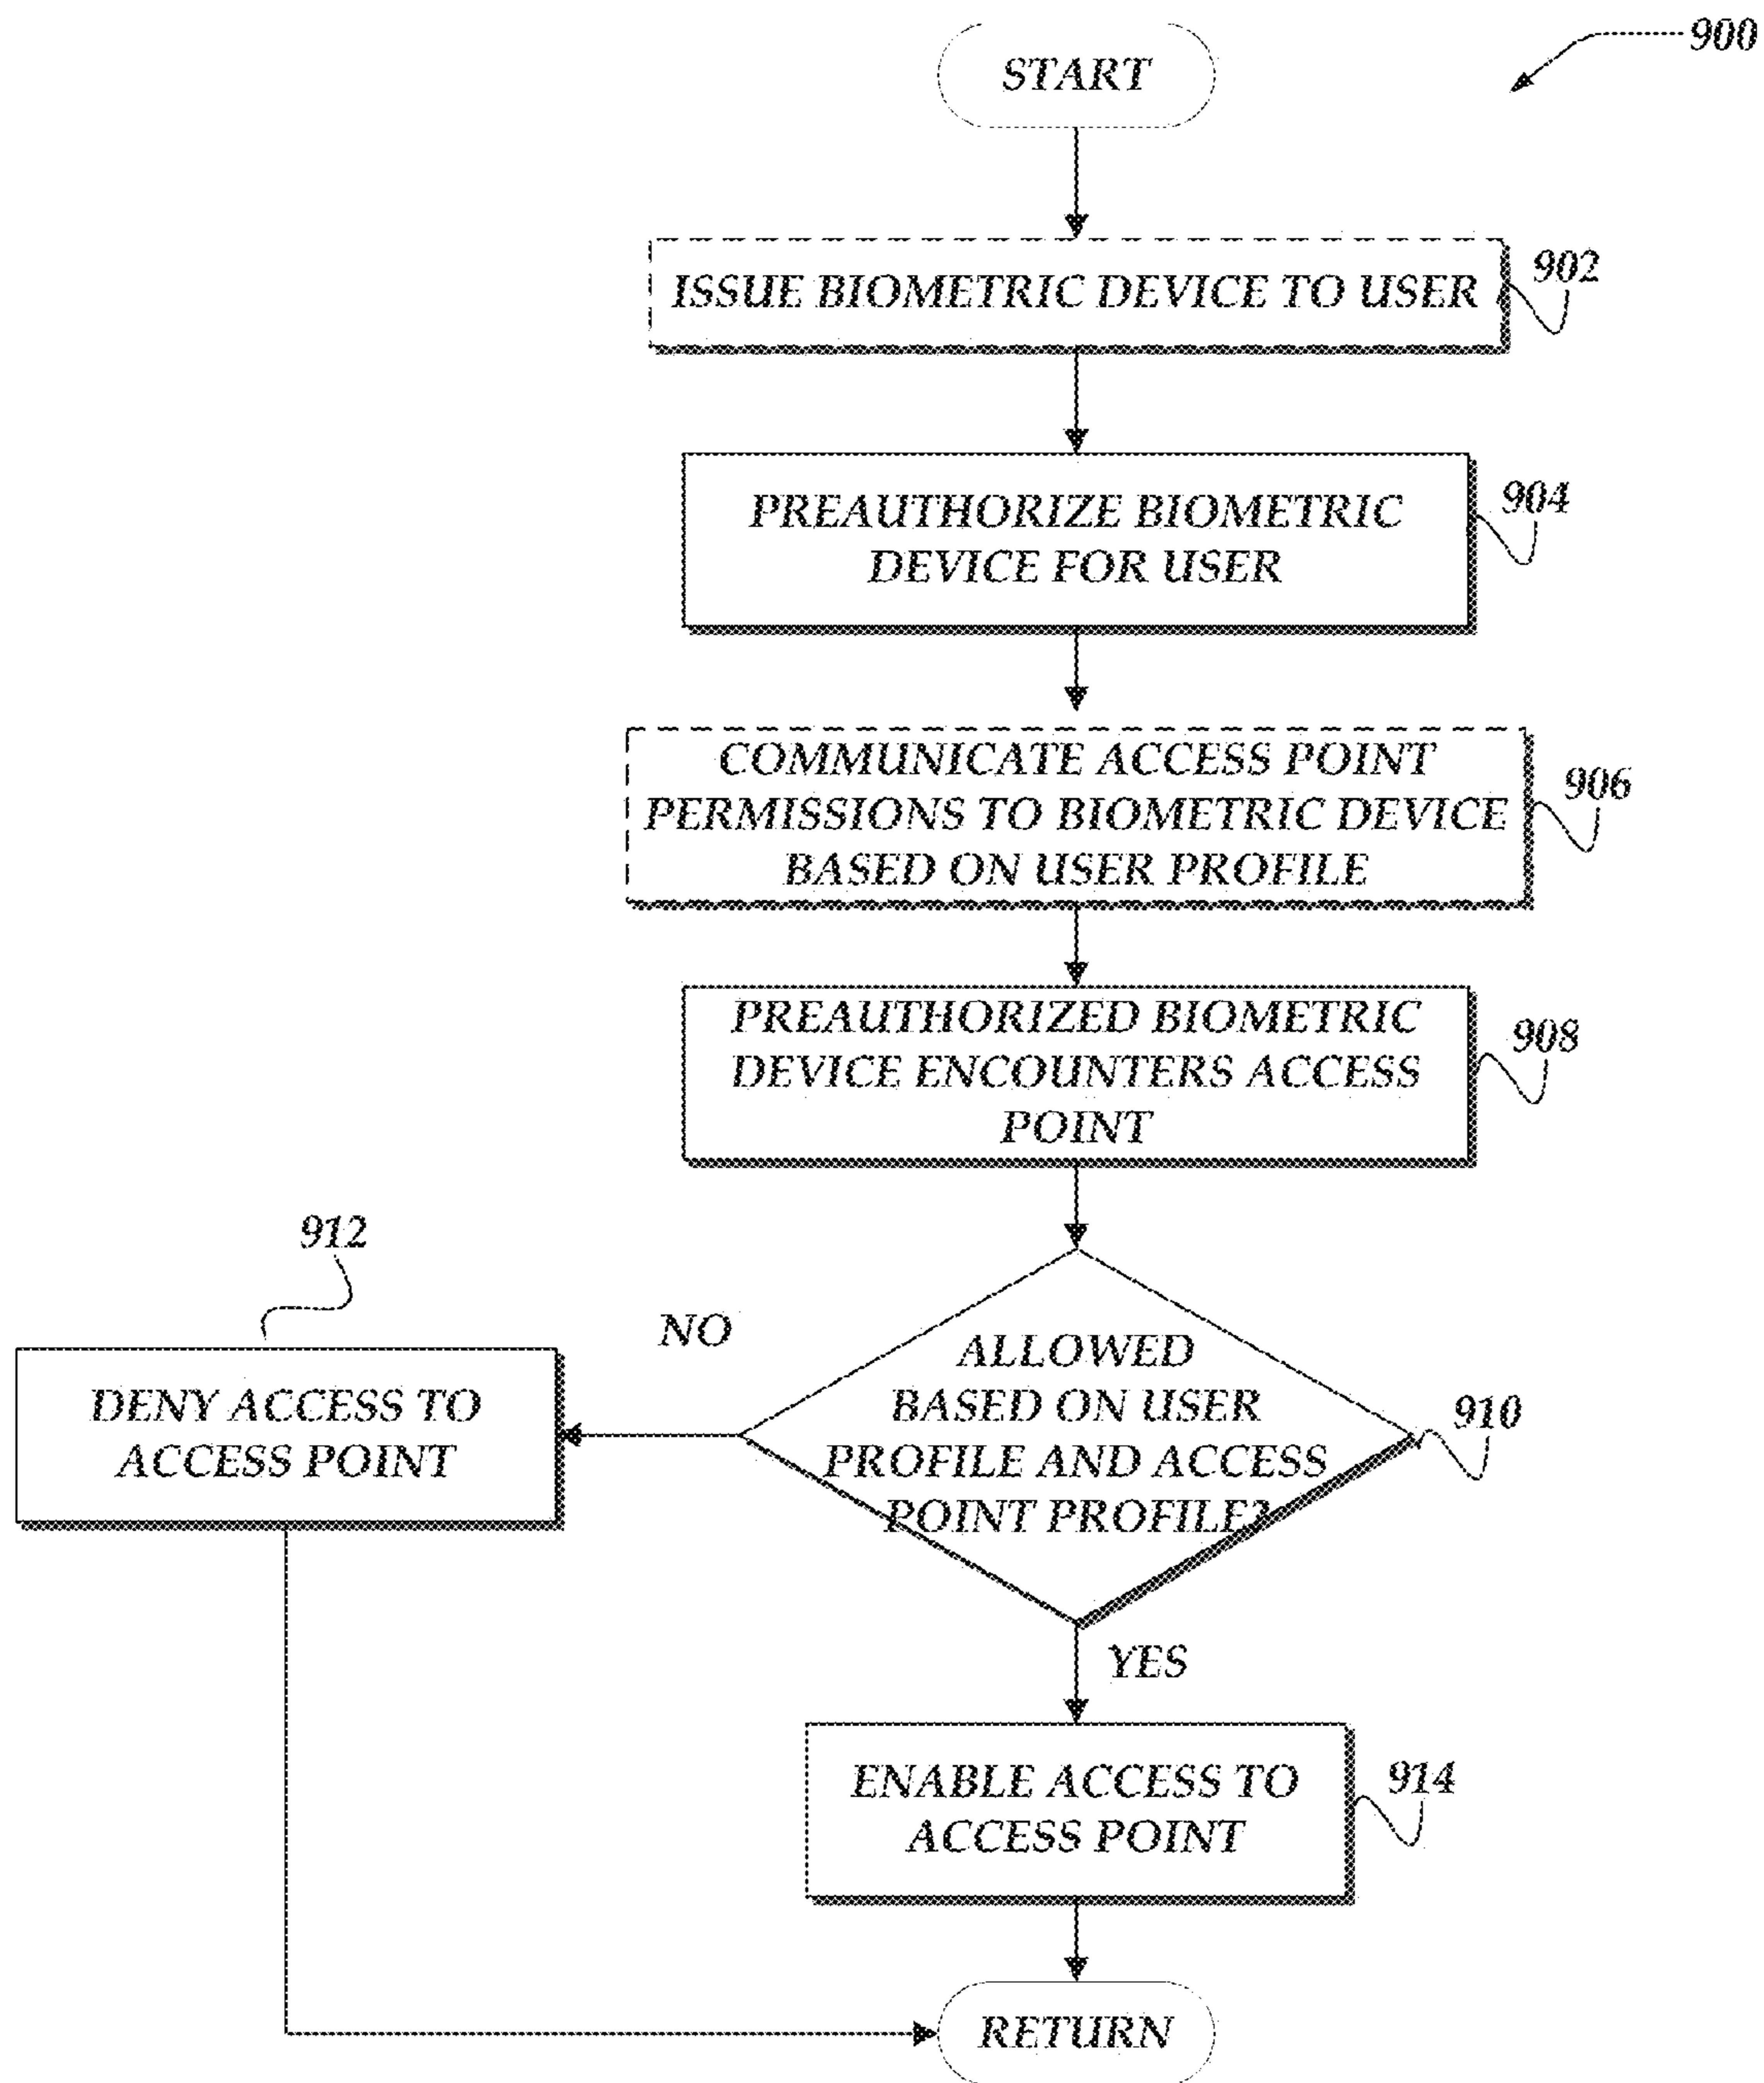 900
START
ISSUE BIOMETRIC DEVICE TO USER
902
PREAUTHORIZE BIOMETRIC
DEVICE FOR USER
904
COMMUNICATE ACCESS POINT
PERMISSIONS TO BIOMETRIC DEVICE
BASED ON USER PROFILE
906
PREAUTHORIZED BIOMETRIC
DEVICE ENCOUNTERS ACCESS
POINT
908
ALLOWED
BASED ON USER
PROFILE AND ACCESS
POINT PROFILE?
910
NO
912
DENY ACCESS TO
ACCESS POINT
YES
ENABLE ACCESS TO
ACCESS POINT
914
RETURN